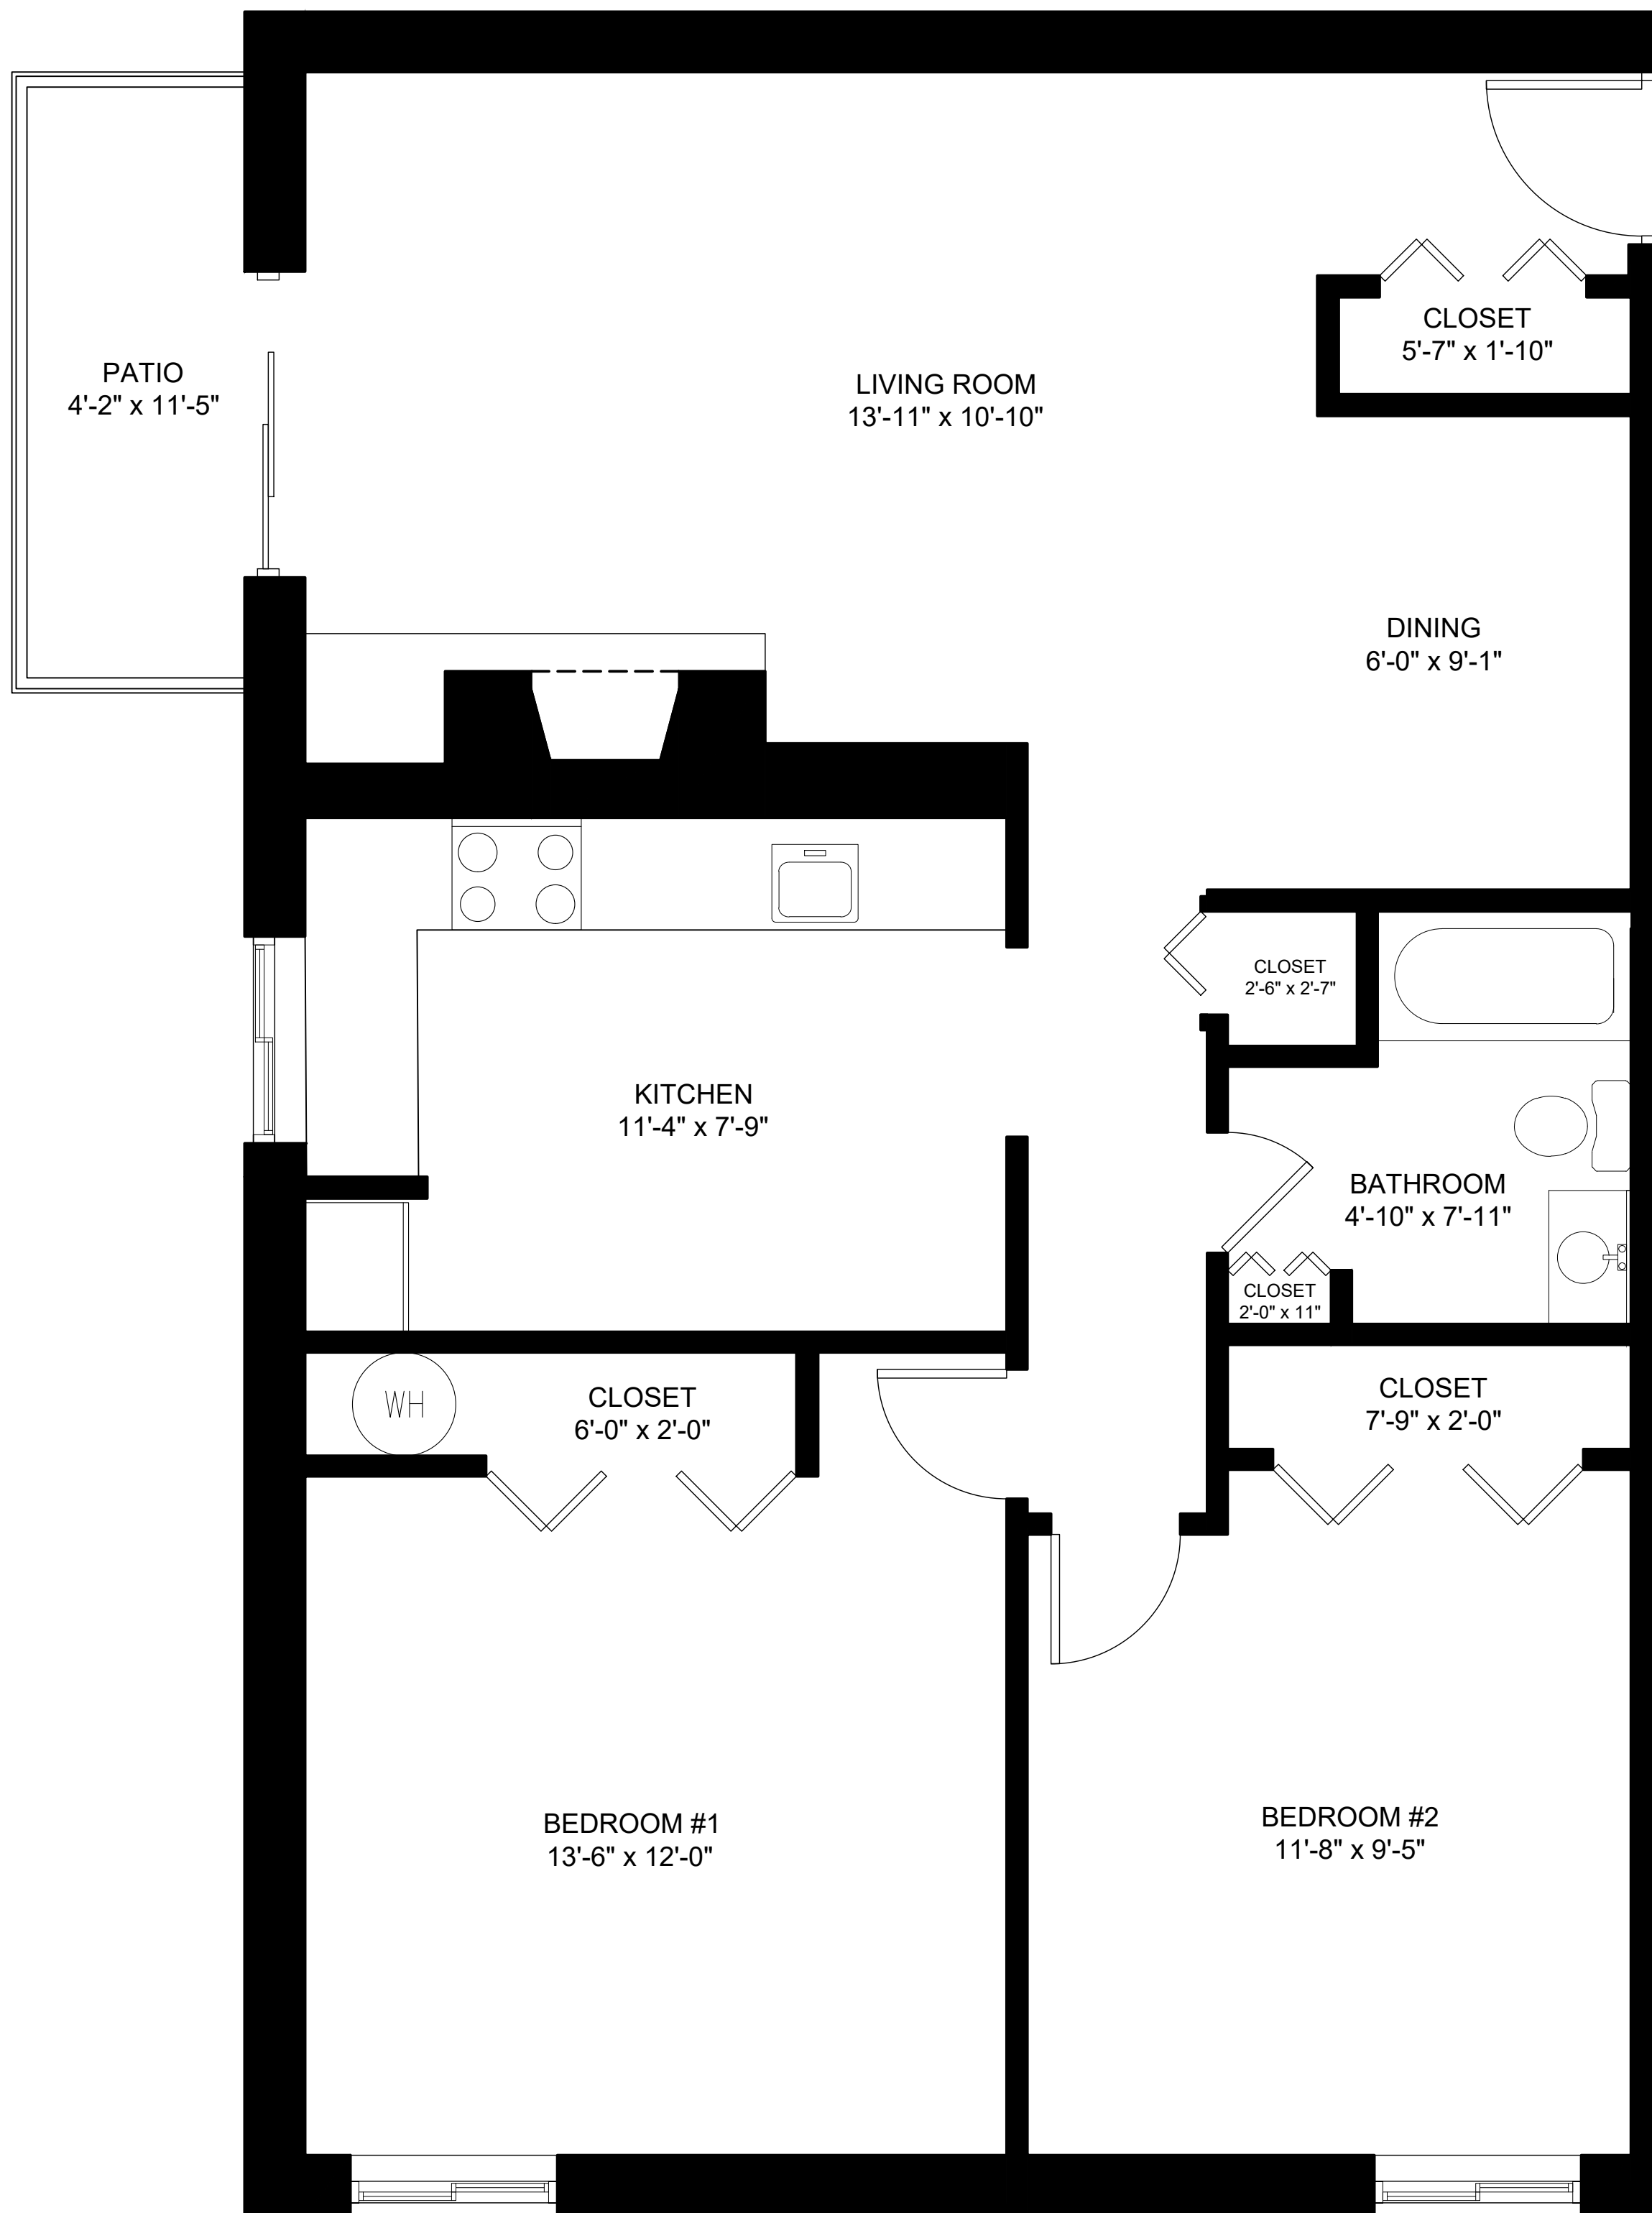 CLOSET
5'-7" x 1'-10"
PATIO
4'-2" x 11'-5"
LIVING ROOM
13'-11" x 10'-10"
DINING
6'-0" x 9'-1"
CLOSET
2'-6" x 2'-7"
KITCHEN
11'-4" x 7'-9"
BATHROOM
4'-10" x 7'-11"
CLOSET
2'-0" x 11"
WH
CLOSET
6'-0" x 2'-0"
CLOSET
7'-9" x 2'-0"
BEDROOM #1
13'-6" x 12'-0"
BEDROOM #2
11'-8" x 9'-5"